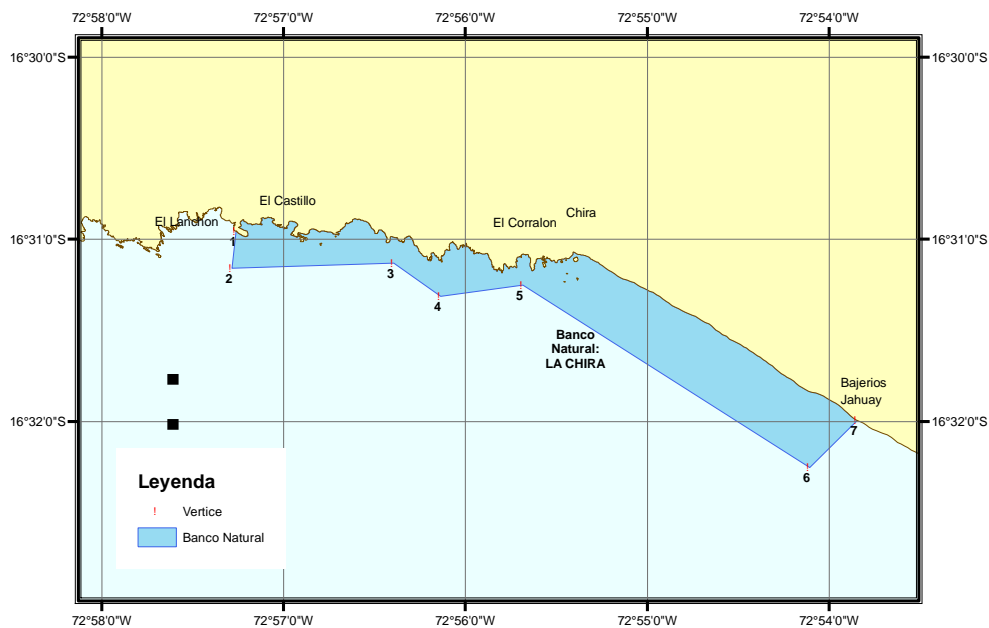 72°58'0"W
72°57'0"W
72°56'0"W
72°55'0"W
72°54'0"W
16°30'0"S
16°30'0"S
El Castillo
El Lanchon
El Corralon
Chira
16°31'0"S
16°31'0"S
1
2
3
4
5
Banco
Natural:
LA CHIRA
Bajerios
Jahuay
16°32'0"S
16°32'0"S
7
6
Leyenda
! Vertice
Banco Natural
72°58'0"W
72°57'0"W
72°56'0"W
72°55'0"W
72°54'0"W